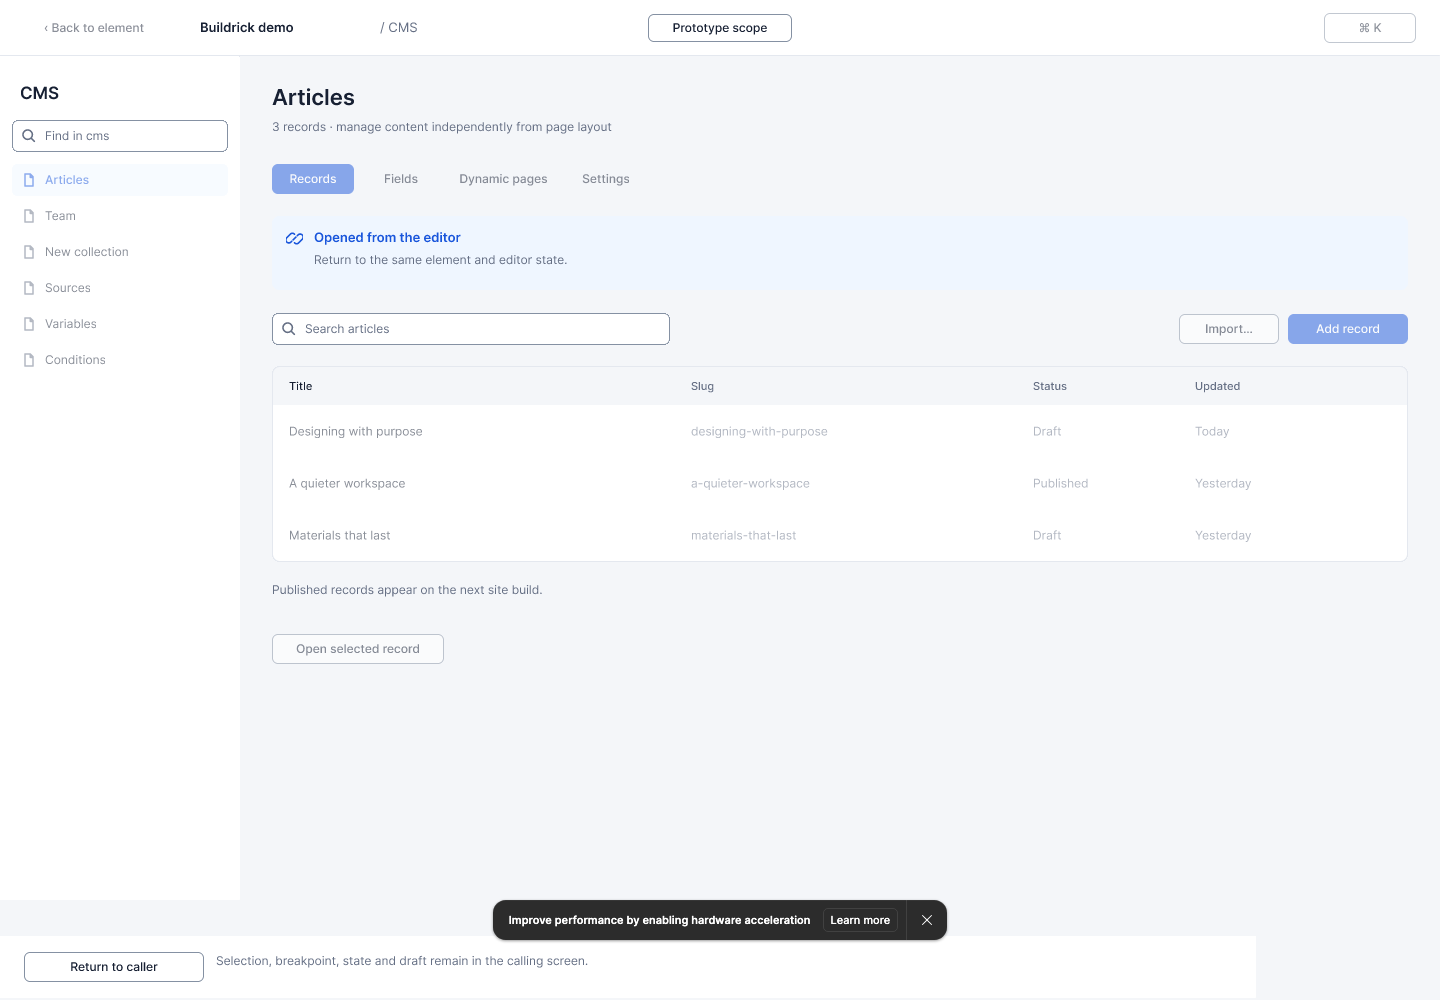 ‹ Back to element
Buildrick demo
/ CMS
Prototype scope
⌘ K
CMS
Find in cms
Articles
Team
New collection
Sources
Variables
Conditions
Articles
3 records · manage content independently from page layout
Records
Fields
Dynamic pages
Settings
Opened from the editor
Return to the same element and editor state.
Search articles
Import...
Add record
Title Slug Status Updated
Designing with purpose designing-with-purpose Draft Today
A quieter workspace a-quieter-workspace Published Yesterday
Materials that last materials-that-last Draft Yesterday
Published records appear on the next site build.
Open selected record
Improve performance by enabling hardware acceleration
Learn more
Return to caller
Selection, breakpoint, state and draft remain in the calling screen.